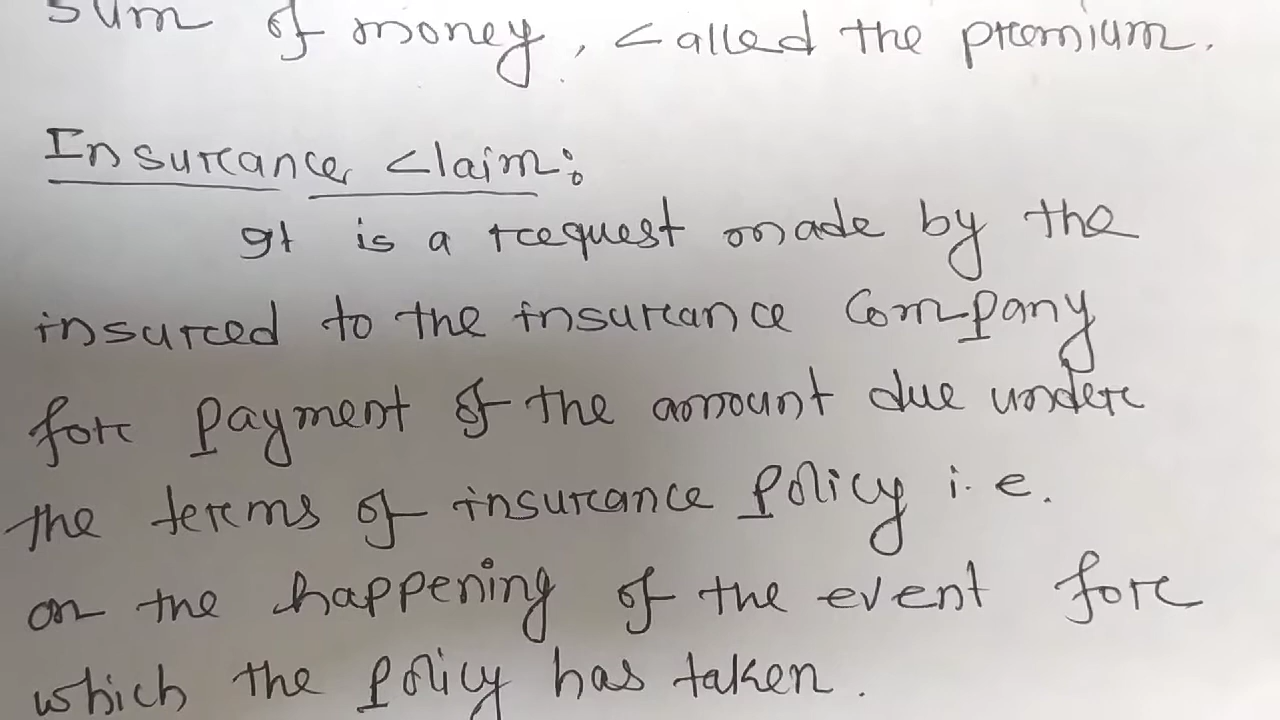 sum of money, called the premium.
Insurance Claim:
It is a request made by the
insured to the insurance Company
for Payment of the amount due under
the terms of insurance Policy i.e.
on the happening of the event for
which the Policy has taken.